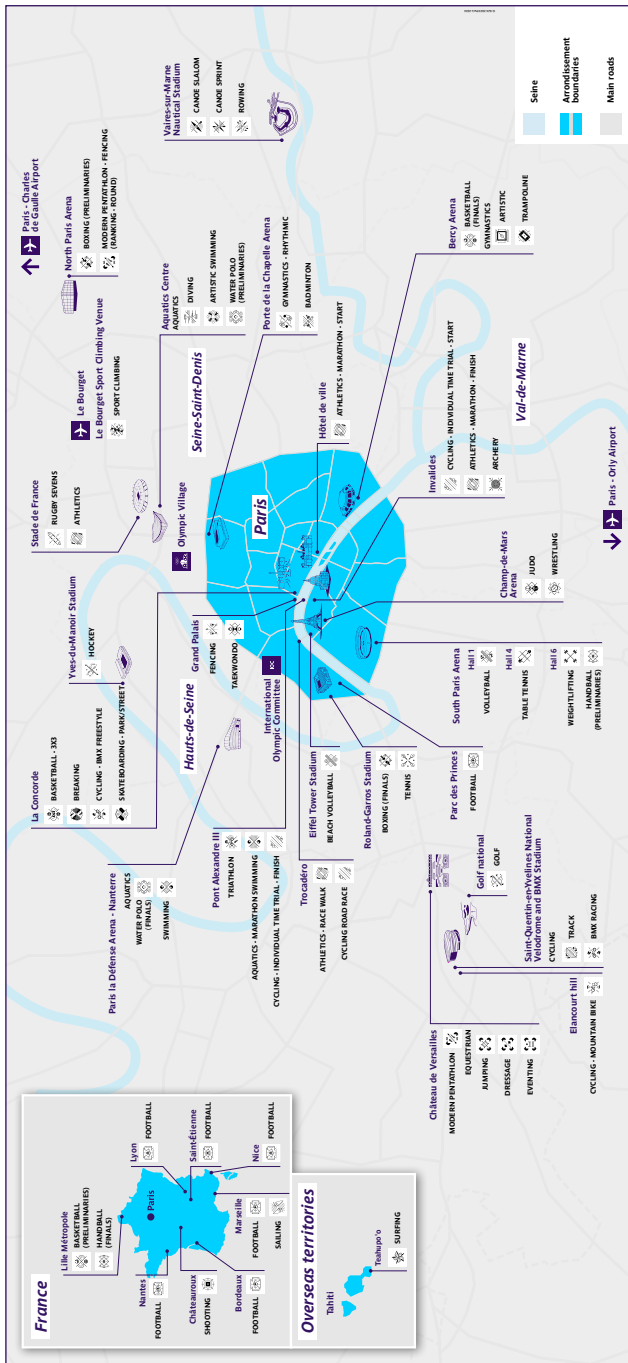 France
Lille Métropole
BASKETBALL
(PRELIMINARIES)
HANDBALL
(FINALS)
Paris
Nantes
FOOTBALL
Châteauroux
SHOOTING
Bordeaux
FOOTBALL
Lyon
FOOTBALL
Saint-Étienne
FOOTBALL
Nice
FOOTBALL
Marseille
FOOTBALL
SAILING
Overseas territories
Tahiti
Teahupo'o
SURFING
La Concorde
BASKETBALL - 3X3
BREAKING
CYCLING - BMX FREESTYLE
SKATEBOARDING - PARK/STREET
Yves-du-Manoir Stadium
HOCKEY
Stade de France
RUGBY SEVENS
ATHLETICS
Le Bourget
Le Bourget Sport Climbing Venue
SPORT CLIMBING
Paris - Charles
de Gaulle Airport
North Paris Arena
BOXING (PRELIMINARIES)
MODERN PENTATHLON - FENCING
(RANKING - ROUND)
Vaires-sur-Marne
Nautical Stadium
CANOE SLALOM
CANOE SPRINT
ROWING
Aquatics Centre
AQUATICS
DIVING
ARTISTIC SWIMMING
WATER POLO
(PRELIMINARIES)
Porte de la Chapelle Arena
GYMNASTICS - RHYTHMIC
BADMINTON
Seine-Saint-Denis
Olympic Village
Paris la Défense Arena - Nanterre
AQUATICS
WATER POLO
(FINALS)
SWIMMING
Hauts-de-Seine
Grand Palais
FENCING
TAEKWONDO
International
Olympic Committee
IOC
Paris
Hôtel de ville
ATHLETICS - MARATHON - START
Bercy Arena
BASKETBALL
(FINALS)
GYMNASTICS
ARTISTIC
TRAMPOLINE
Pont Alexandre III
TRIATHLON
AQUATICS - MARATHON SWIMMING
CYCLING - INDIVIDUAL TIME TRIAL - FINISH
Trocadéro
ATHLETICS - RACE WALK
CYCLING ROAD RACE
Eiffel Tower Stadium
BEACH VOLLEYBALL
Roland-Garros Stadium
BOXING (FINALS)
TENNIS
Parc des Princes
FOOTBALL
Invalides
CYCLING - INDIVIDUAL TIME TRIAL - START
ATHLETICS - MARATHON - FINISH
ARCHERY
Val-de-Marne
Champ-de-Mars
Arena
JUDO
WRESTLING
South Paris Arena
Hall 1
VOLLEYBALL
Hall 4
TABLE TENNIS
Hall 6
WEIGHTLIFTING
HANDBALL
(PRELIMINARIES)
Paris - Orly Airport
Château de Versailles
MODERN PENTATHLON
EQUESTRIAN
JUMPING
DRESSAGE
EVENTING
Golf national
GOLF
Saint-Quentin-en-Yvelines National
Velodrome and BMX Stadium
CYCLING
TRACK
BMX RACING
Elancourt hill
CYCLING - MOUNTAIN BIKE
Seine
Arrondissement
boundaries
Main roads